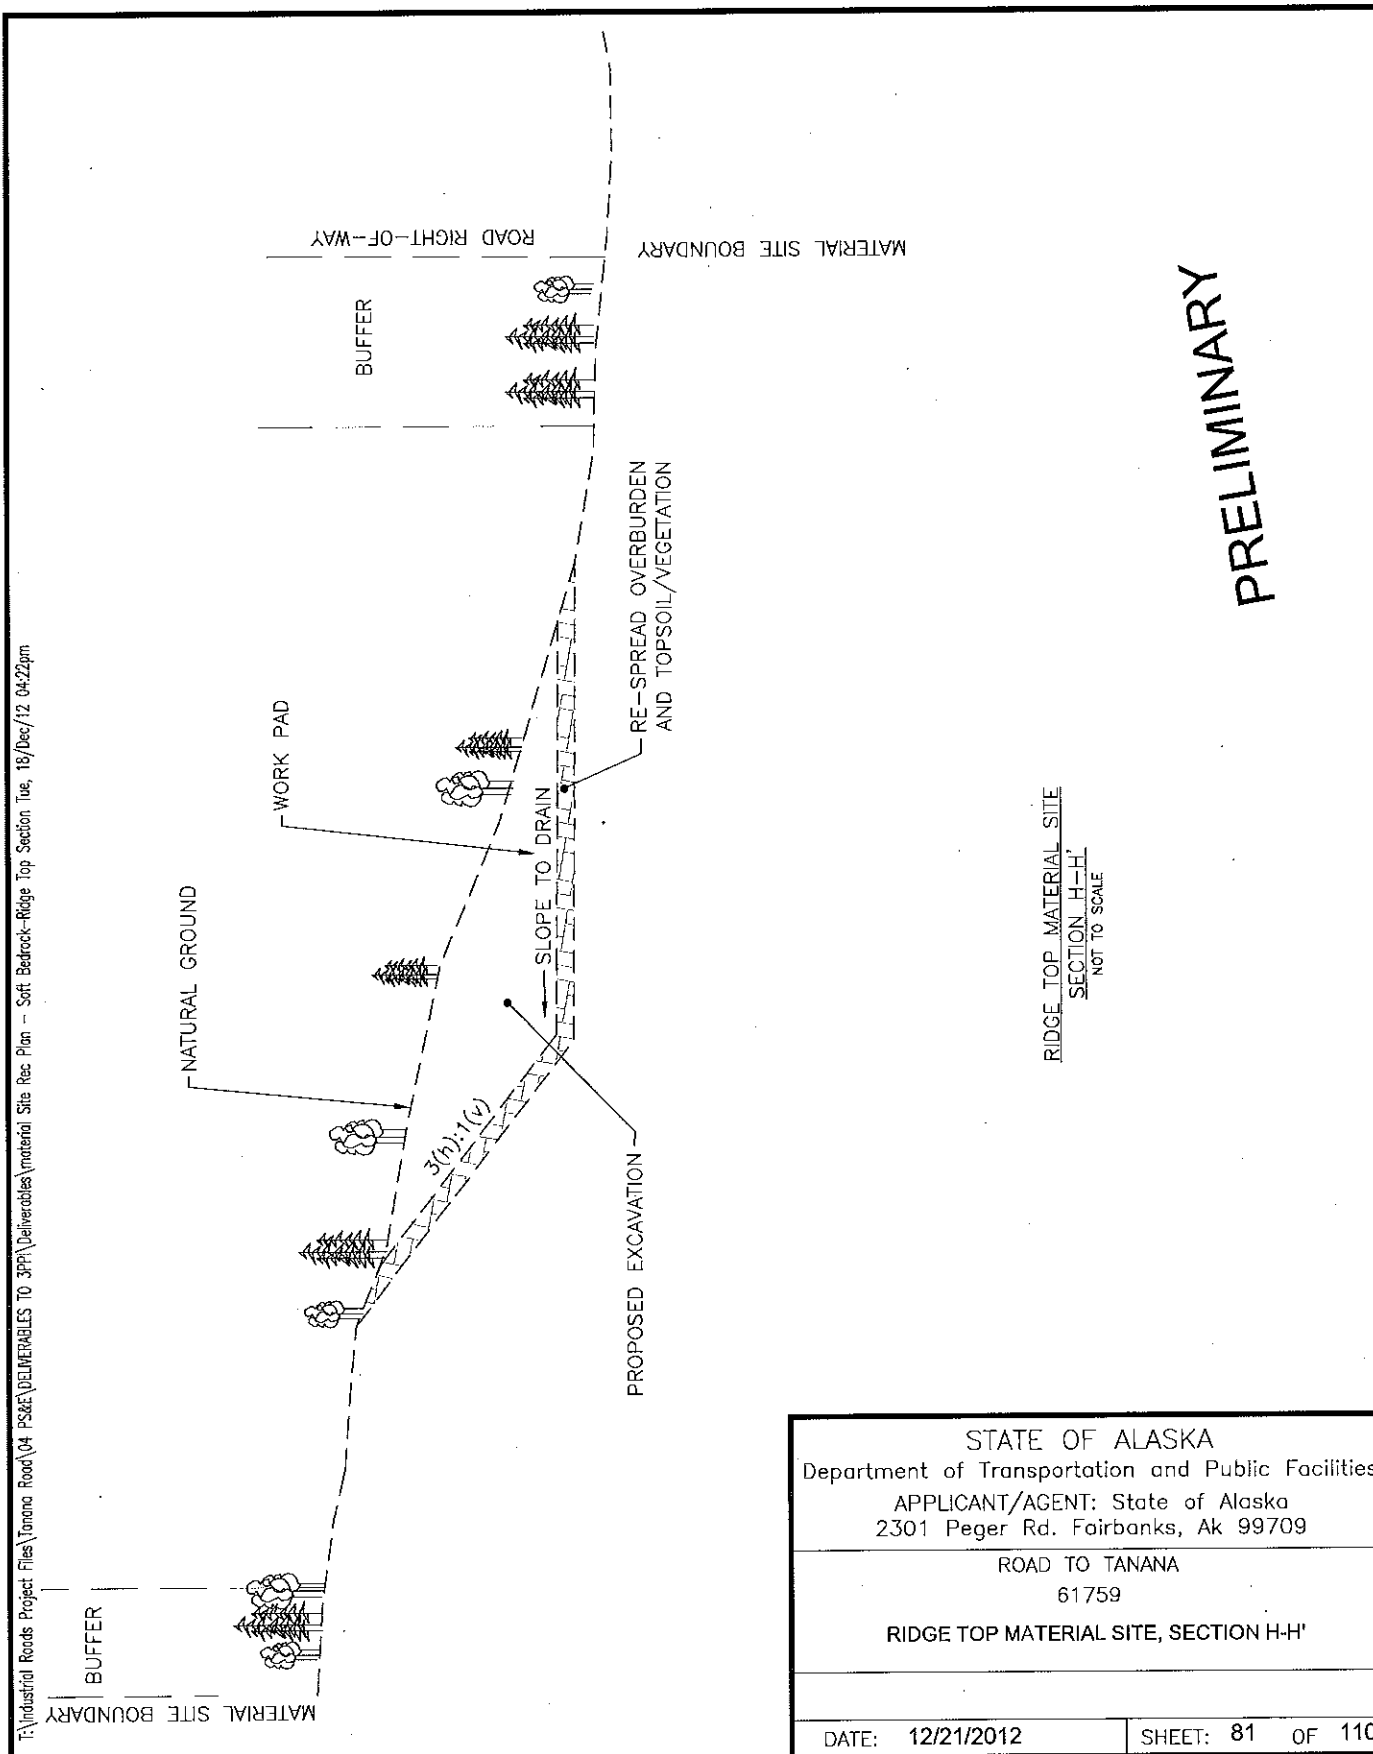 T:\Industrial Roads Project Files\Tanana Road\04 PS&E\DELIVERABLES TO 3PPI\Deliverables\material Site Rec Plan - Soft Bedrock-Ridge Top Section Tue, 18/Dec/12 04:22pm
MATERIAL SITE BOUNDARY
BUFFER
NATURAL GROUND
WORK PAD
BUFFER
ROAD RIGHT-OF-WAY
MATERIAL SITE BOUNDARY
3(h):1(v)
SLOPE TO DRAIN
PROPOSED EXCAVATION
RE-SPREAD OVERBURDEN
AND TOPSOIL/VEGETATION
RIDGE TOP MATERIAL SITE
SECTION H-H'
NOT TO SCALE
PRELIMINARY
STATE OF ALASKA
Department of Transportation and Public Facilities
APPLICANT/AGENT: State of Alaska
2301 Peger Rd. Fairbanks, Ak 99709
ROAD TO TANANA
61759
RIDGE TOP MATERIAL SITE, SECTION H-H'
DATE: 12/21/2012
SHEET: 81 OF 110